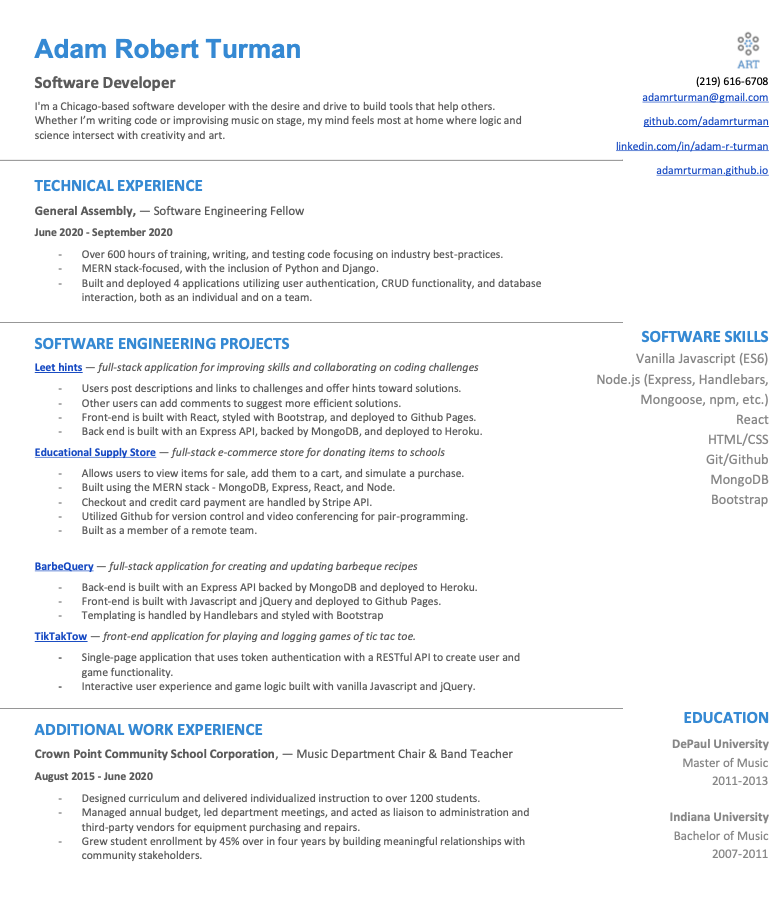 Adam Robert Turman
Software Developer
I'm a Chicago-based software developer with the desire and drive to build tools that help others.
Whether I'm writing code or improvising music on stage, my mind feels most at home where logic and
science intersect with creativity and art.
ART
(219) 616-6708
adamrturman@gmail.com
github.com/adamrturman
linkedin.com/in/adam-r-turman
adamrturman.github.io
TECHNICAL EXPERIENCE
General Assembly, — Software Engineering Fellow
June 2020 - September 2020
- Over 600 hours of training, writing, and testing code focusing on industry best-practices.
- MERN stack-focused, with the inclusion of Python and Django.
- Built and deployed 4 applications utilizing user authentication, CRUD functionality, and database
interaction, both as an individual and on a team.
SOFTWARE ENGINEERING PROJECTS
Leet hints — full-stack application for improving skills and collaborating on coding challenges
- Users post descriptions and links to challenges and offer hints toward solutions.
- Other users can add comments to suggest more efficient solutions.
- Front-end is built with React, styled with Bootstrap, and deployed to Github Pages.
- Back end is built with an Express API, backed by MongoDB, and deployed to Heroku.
Educational Supply Store — full-stack e-commerce store for donating items to schools
- Allows users to view items for sale, add them to a cart, and simulate a purchase.
- Built using the MERN stack - MongoDB, Express, React, and Node.
- Checkout and credit card payment are handled by Stripe API.
- Utilized Github for version control and video conferencing for pair-programming.
- Built as a member of a remote team.
BarbeQuery — full-stack application for creating and updating barbeque recipes
- Back-end is built with an Express API backed by MongoDB and deployed to Heroku.
- Front-end is built with Javascript and jQuery and deployed to Github Pages.
- Templating is handled by Handlebars and styled with Bootstrap
TikTakTow — front-end application for playing and logging games of tic tac toe.
- Single-page application that uses token authentication with a RESTful API to create user and
game functionality.
- Interactive user experience and game logic built with vanilla Javascript and jQuery.
SOFTWARE SKILLS
Vanilla Javascript (ES6)
Node.js (Express, Handlebars,
Mongoose, npm, etc.)
React
HTML/CSS
Git/Github
MongoDB
Bootstrap
ADDITIONAL WORK EXPERIENCE
Crown Point Community School Corporation, — Music Department Chair & Band Teacher
August 2015 - June 2020
- Designed curriculum and delivered individualized instruction to over 1200 students.
- Managed annual budget, led department meetings, and acted as liaison to administration and
third-party vendors for equipment purchasing and repairs.
- Grew student enrollment by 45% over in four years by building meaningful relationships with
community stakeholders.
EDUCATION
DePaul University
Master of Music
2011-2013
Indiana University
Bachelor of Music
2007-2011